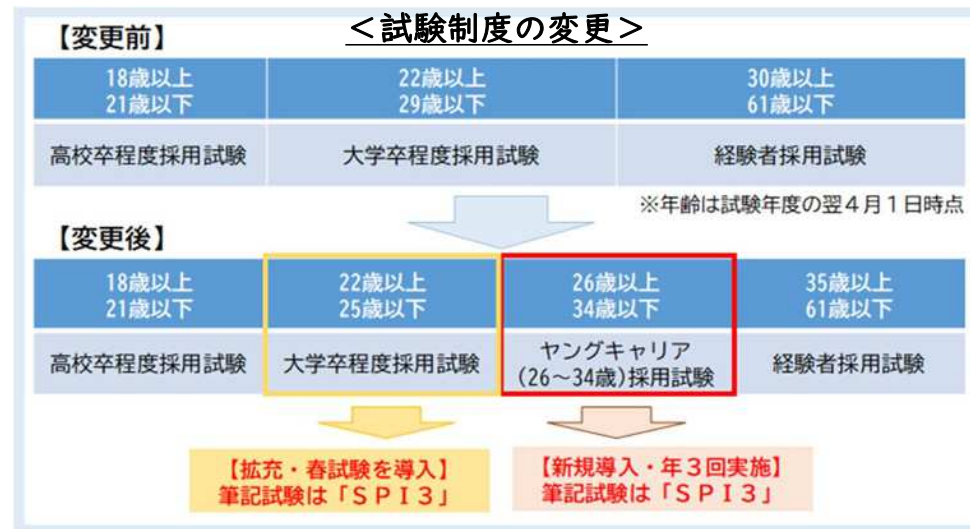 ＜試験制度の変更＞
【変更前】
18歳以上
21歳以下
22歳以上
29歳以下
30歳以上
61歳以下
高校卒程度採用試験
大学卒程度採用試験
経験者採用試験
※年齢は試験年度の翌４月１日時点
【変更後】
18歳以上
21歳以下
22歳以上
25歳以下
26歳以上
34歳以下
35歳以上
61歳以下
高校卒程度採用試験
大学卒程度採用試験
ヤングキャリア
(26～34歳)採用試験
経験者採用試験
【拡充・春試験を導入】
筆記試験は「ＳＰＩ３」
【新規導入・年３回実施】
筆記試験は「ＳＰＩ３」